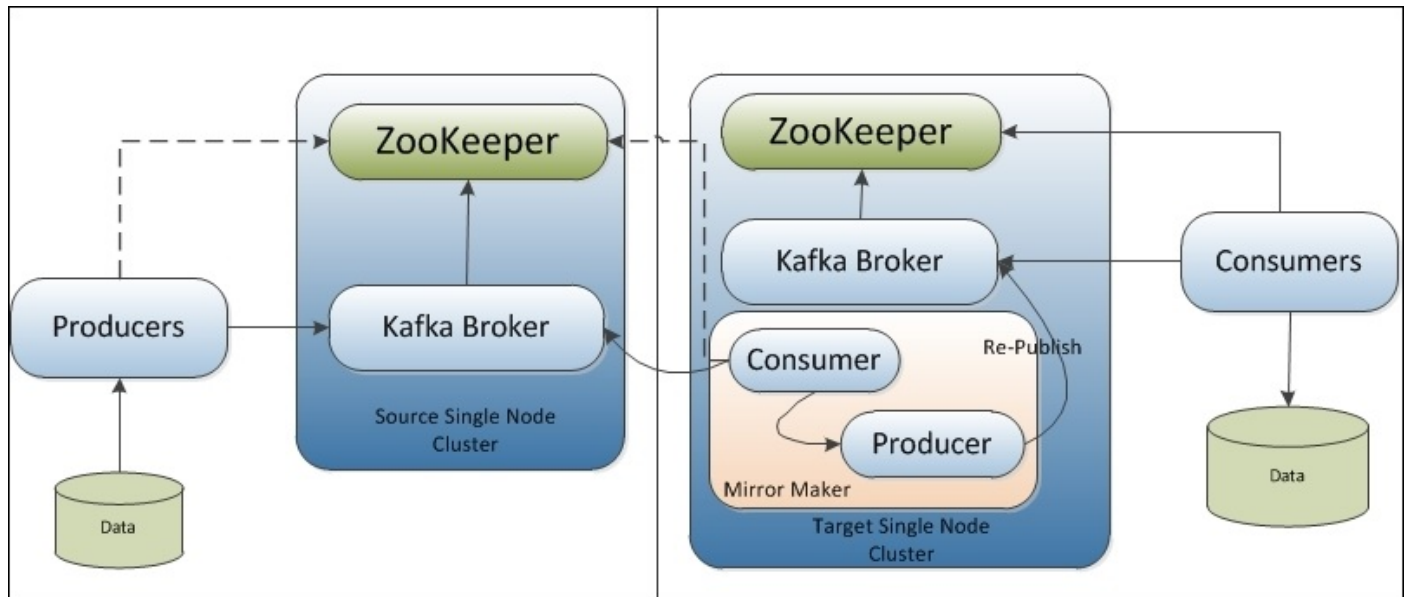 ZooKeeper
ZooKeeper
Kafka Broker
Consumers
Producers
Kafka Broker
Re-Publish
Consumer
Source Single Node
Cluster
Producer
Data
Mirror Maker
Data
Target Single Node
Cluster